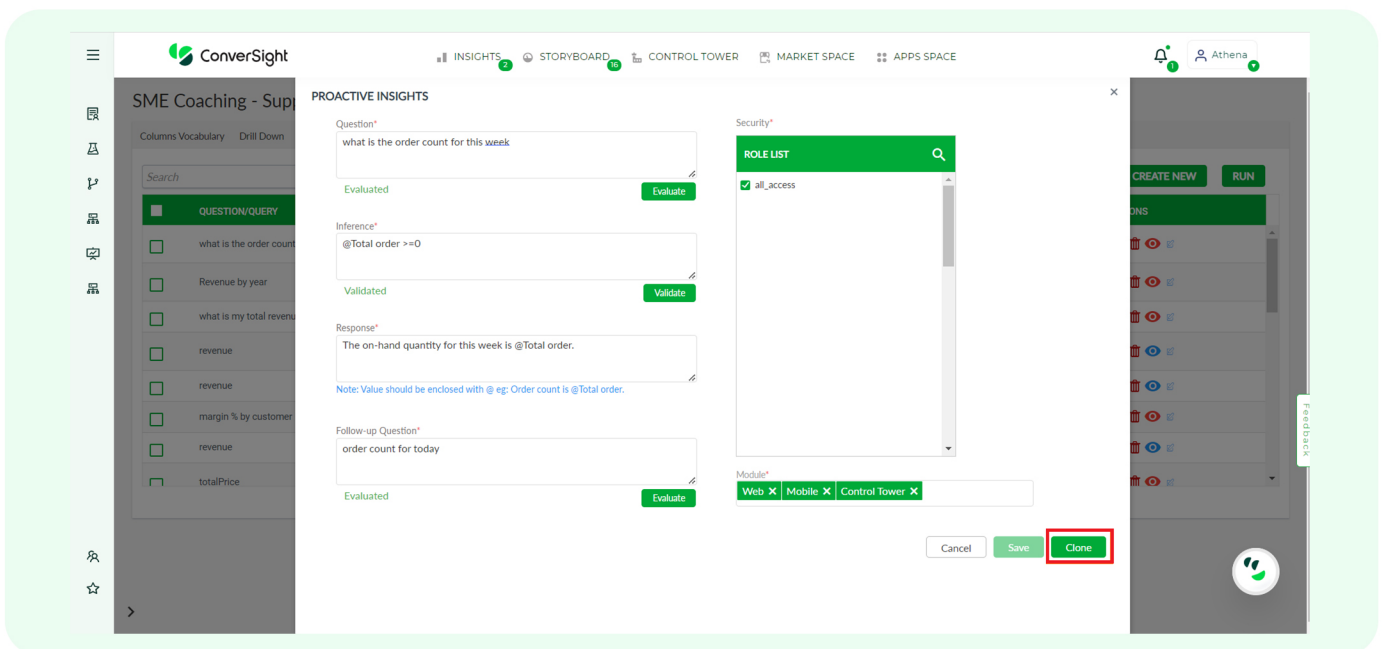 ConverSight
INSIGHTS 2
STORYBOARD 16
CONTROL TOWER
MARKET SPACE
APPS SPACE
1
Athena
SME Coaching - Supp
PROACTIVE INSIGHTS
×
Columns Vocabulary Drill Down
Search
CREATE NEW
RUN
QUESTION/QUERY
ONS
what is the order count
Revenue by year
what is my total revenu
revenue
revenue
margin % by customer
revenue
totalPrice
Question*
what is the order count for this week
Evaluated
Evaluate
Inference*
@Total order >=0
Validated
Validate
Response*
The on-hand quantity for this week is @Total order.
Note: Value should be enclosed with @ eg: Order count is @Total order.
Follow-up Question*
order count for today
Evaluated
Evaluate
Security*
ROLE LIST
all_access
Module*
Web × Mobile × Control Tower ×
Cancel
Save
Clone
Feedback